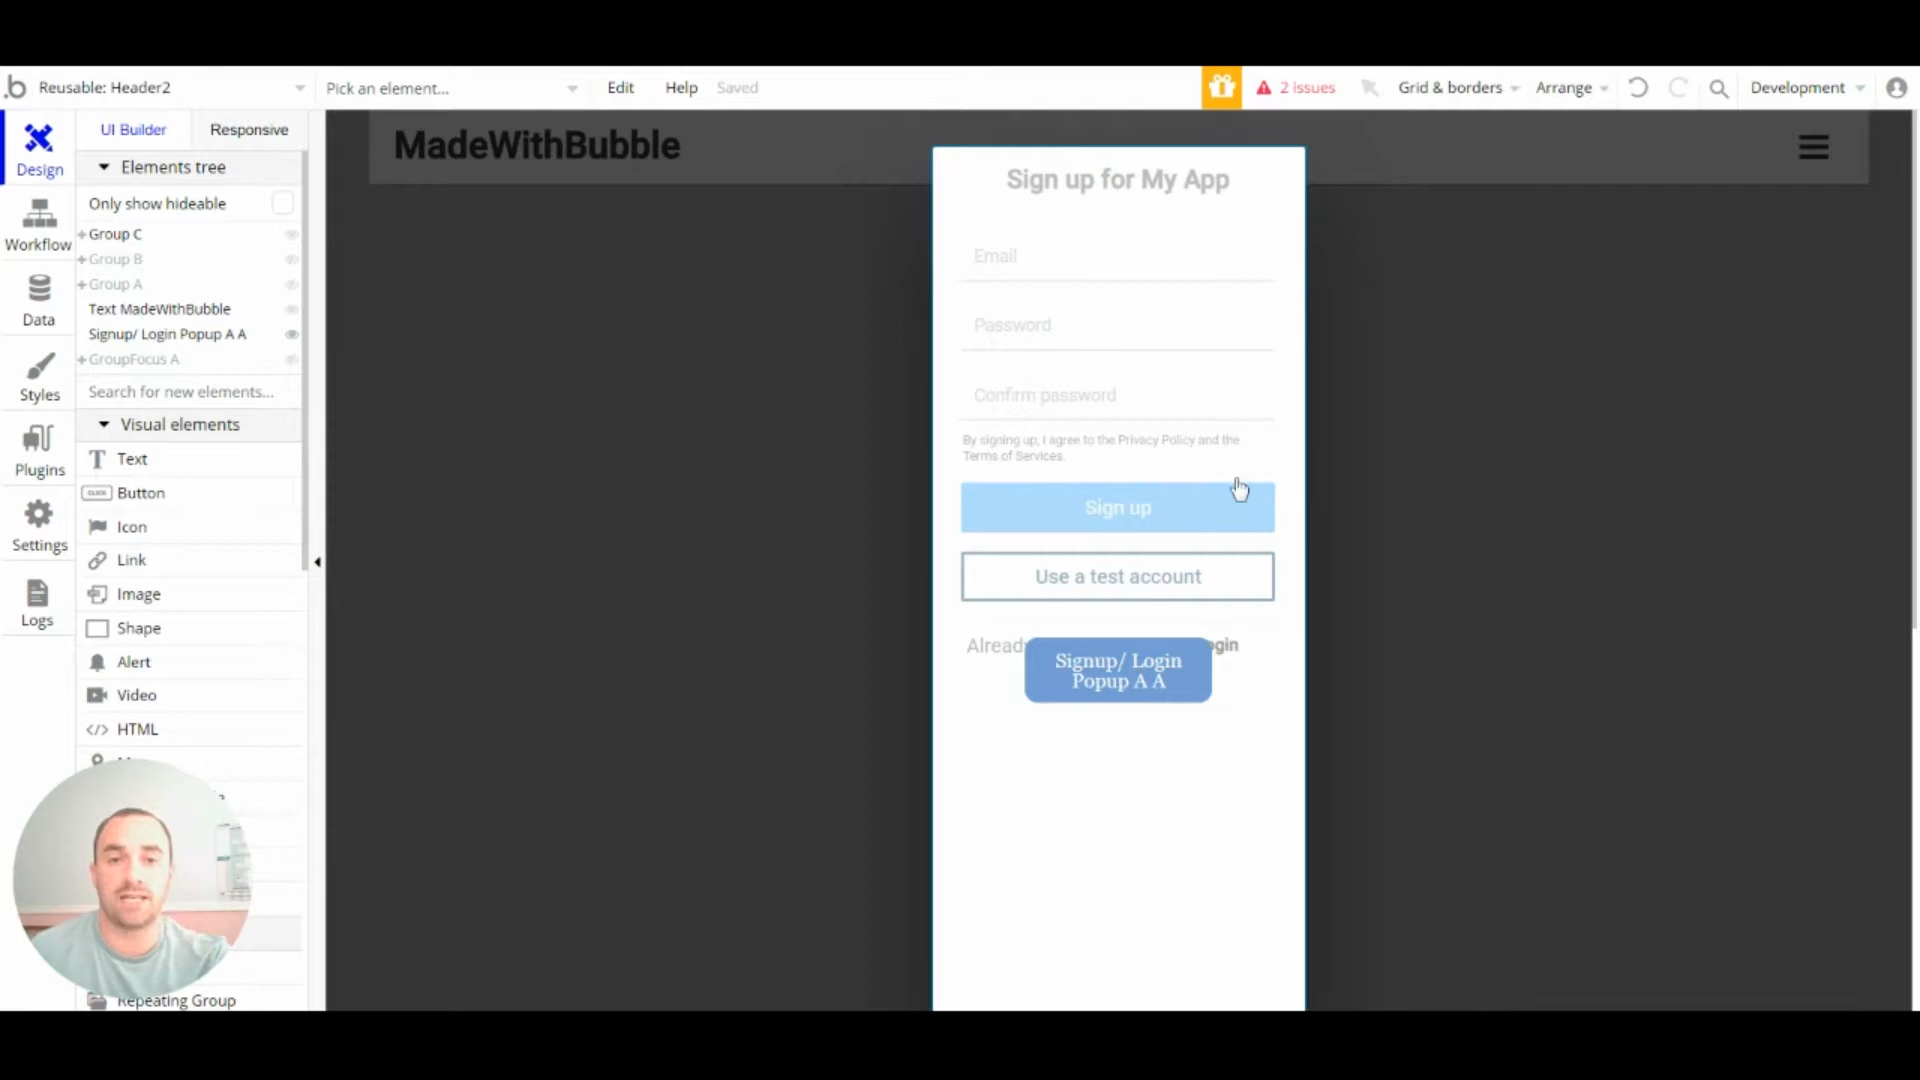 .b Reusable: Header2
Pick an element...
Edit
Help
Saved
2 issues
Grid & borders
Arrange
Development
Design
Workflow
Data
Styles
Plugins
Settings
Logs
UI Builder
Responsive
Elements tree
Only show hideable
Group C
Group B
Group A
Text MadeWithBubble
Signup/ Login Popup A A
GroupFocus A
Search for new elements...
Visual elements
Text
CLICK Button
Icon
Link
Image
Shape
Alert
Video
</> HTML
Repeating Group
MadeWithBubble
Sign up for My App
Email
Password
Confirm password
By signing up, I agree to the Privacy Policy and the
Terms of Services.
Sign up
Use a test account
Signup/ Login
Popup A A